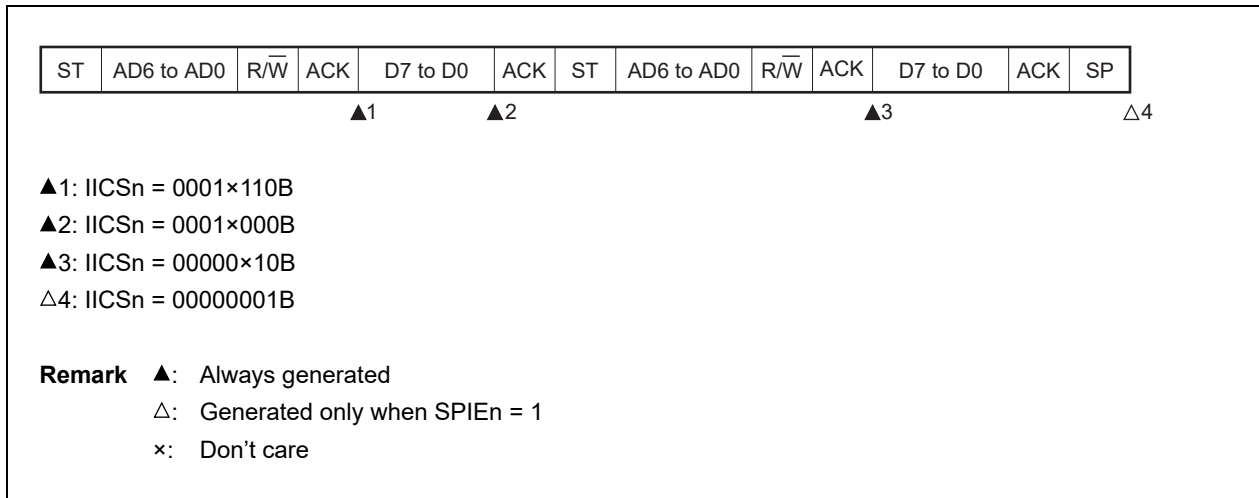 ST AD6 to AD0 R/W̅ ACK D7 to D0 ACK ST AD6 to AD0 R/W̅ ACK D7 to D0 ACK SP
▲1 ▲2 ▲3 △4
▲1: IICSn = 0001×110B
▲2: IICSn = 0001×000B
▲3: IICSn = 00000×10B
△4: IICSn = 00000001B
Remark ▲: Always generated
△: Generated only when SPIEn = 1
×: Don't care